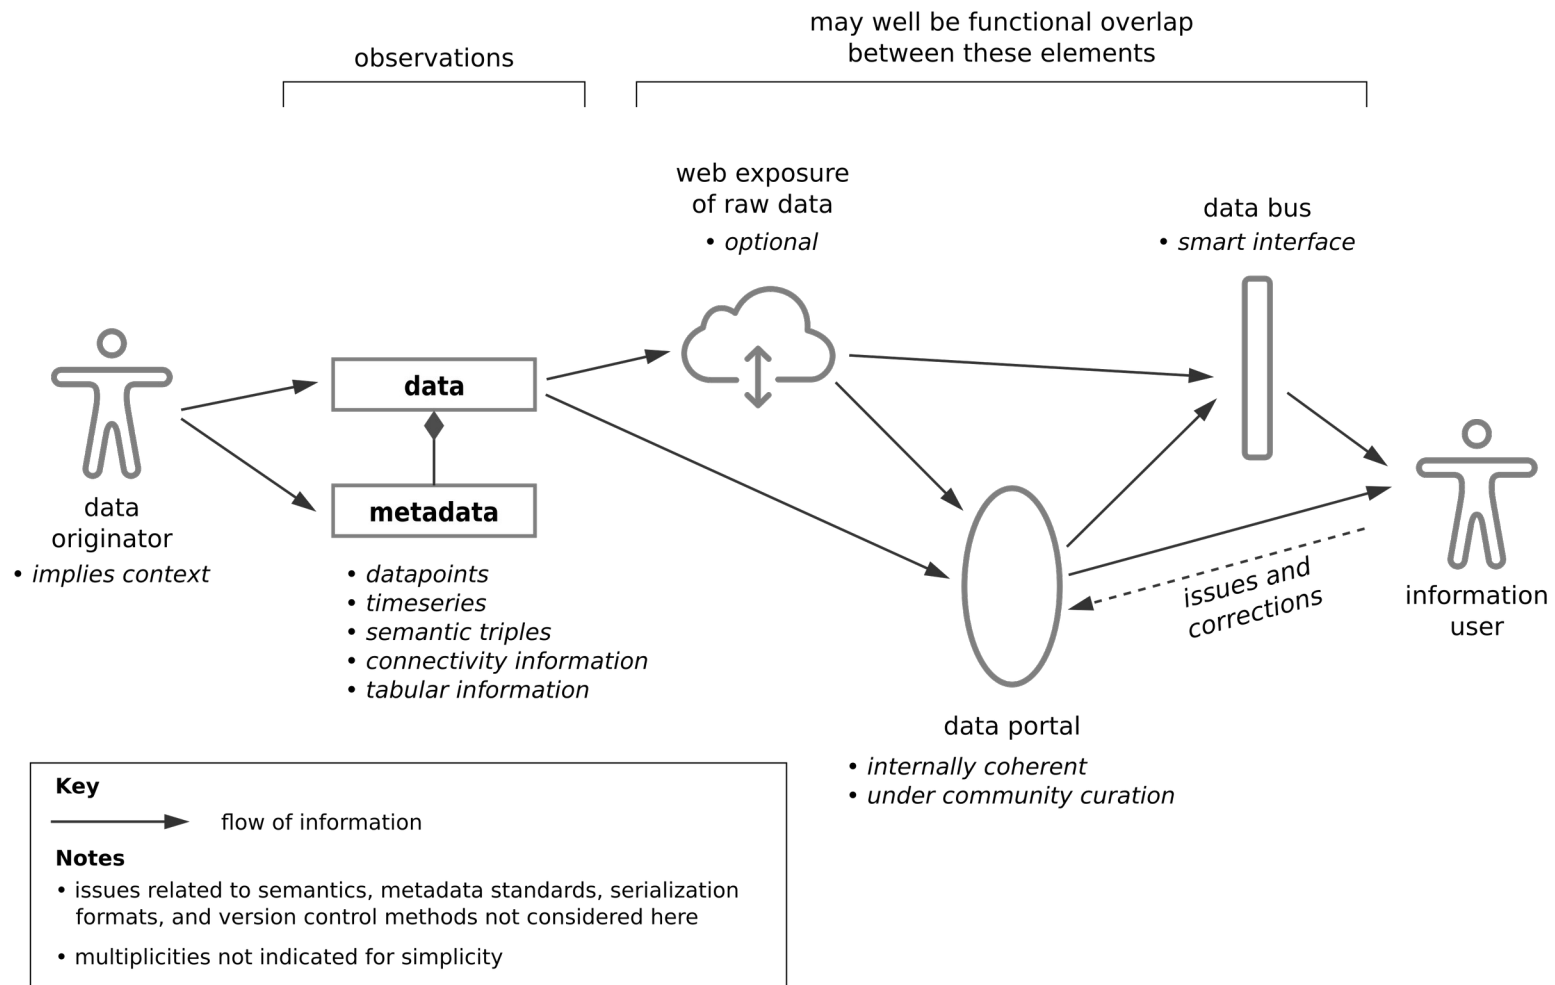 may well be functional overlap
between these elements
observations
web exposure
of raw data
• optional
data bus
• smart interface
data
metadata
data
originator
• implies context
• datapoints
• timeseries
• semantic triples
• connectivity information
• tabular information
issues and
corrections
information
user
data portal
• internally coherent
• under community curation
Key
flow of information
Notes
• issues related to semantics, metadata standards, serialization
formats, and version control methods not considered here
• multiplicities not indicated for simplicity